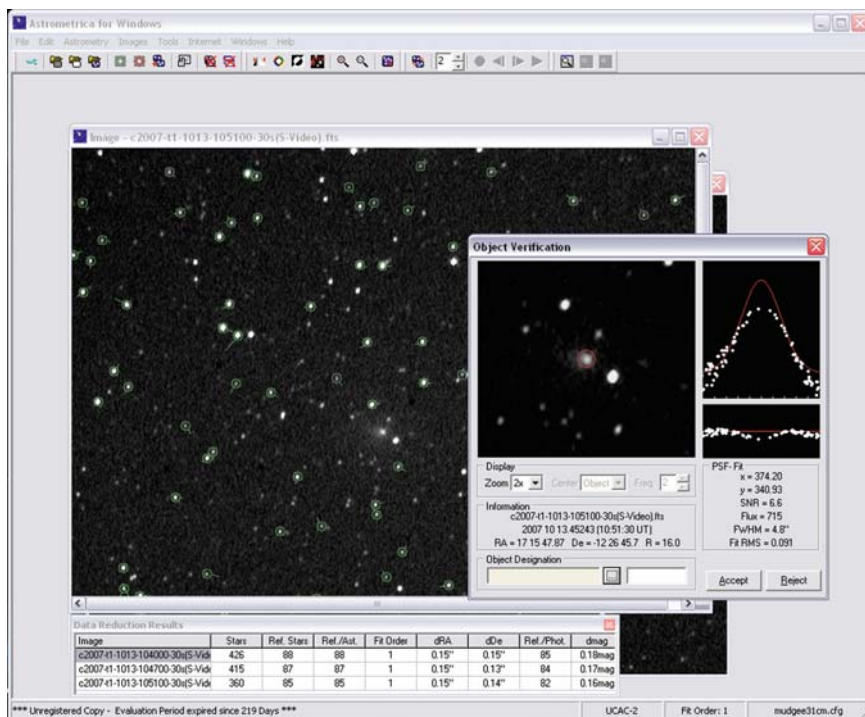 Astrometrica for Windows
File Edit Astrometry Images Tools Internet Windows Help
2
Image - c2007-t1-1013-105100-30s(S-Video).fts
Object Verification
Display
Zoom 2x Center Object Freq. 2
Information
c2007-t1-1013-105100-30s(S-Video).fts
2007 10 13.45243 (10:51:30 UT)
RA = 17 15 47.87 De = -12 26 45.7 R = 16.0
Object Designation
...
PSF- Fit
x = 374.20
y = 340.93
SNR = 6.6
Flux = 715
FwHM = 4.8"
Fit RMS = 0.091
Accept Reject
Data Reduction Results
Image Stars Ref. Stars Ref./Ast. Fit Order dRA dDe Ref./Phot. dmag
c2007-t1-1013-104000-30s(S-Vide 426 88 88 1 0.15" 0.15" 85 0.18mag
c2007-t1-1013-104700-30s(S-Vide 415 87 87 1 0.15" 0.13" 84 0.17mag
c2007-t1-1013-105100-30s(S-Vide 360 85 85 1 0.15" 0.14" 82 0.16mag
*** Unregistered Copy - Evaluation Period expired since 219 Days *** UCAC-2 Fit Order: 1 mudgee31cm.cfg